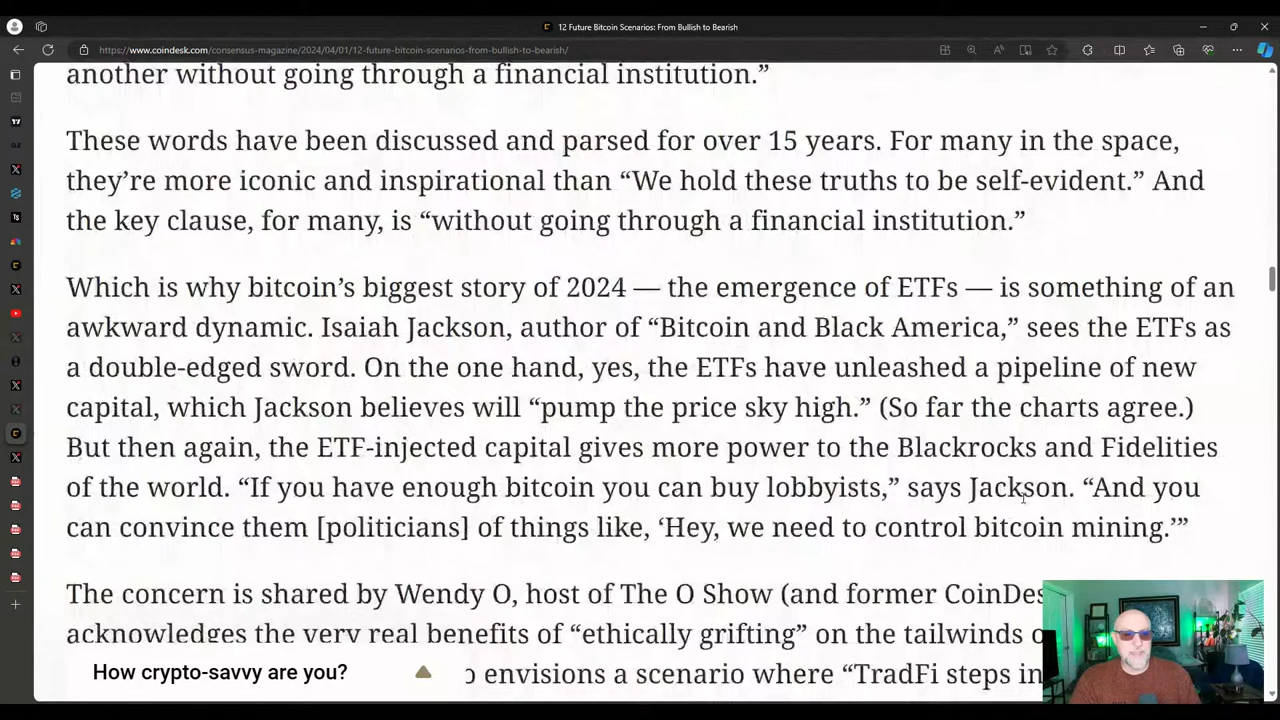 12 Future Bitcoin Scenarios: From Bullish to Bearish
https://www.coindesk.com/consensus-magazine/2024/04/01/12-future-bitcoin-scenarios-from-bullish-to-bearish/
another without going through a financial institution.”
These words have been discussed and parsed for over 15 years. For many in the space,
they’re more iconic and inspirational than “We hold these truths to be self-evident.” And
the key clause, for many, is “without going through a financial institution.”
Which is why bitcoin’s biggest story of 2024 — the emergence of ETFs — is something of an
awkward dynamic. Isaiah Jackson, author of “Bitcoin and Black America,” sees the ETFs as
a double-edged sword. On the one hand, yes, the ETFs have unleashed a pipeline of new
capital, which Jackson believes will “pump the price sky high.” (So far the charts agree.)
But then again, the ETF-injected capital gives more power to the Blackrocks and Fidelities
of the world. “If you have enough bitcoin you can buy lobbyists,” says Jackson. “And you
can convince them [politicians] of things like, ‘Hey, we need to control bitcoin mining.’”
The concern is shared by Wendy O, host of The O Show (and former CoinDes
acknowledges the very real benefits of “ethically grifting” on the tailwinds o
envisions a scenario where “TradFi steps in
How crypto-savvy are you?